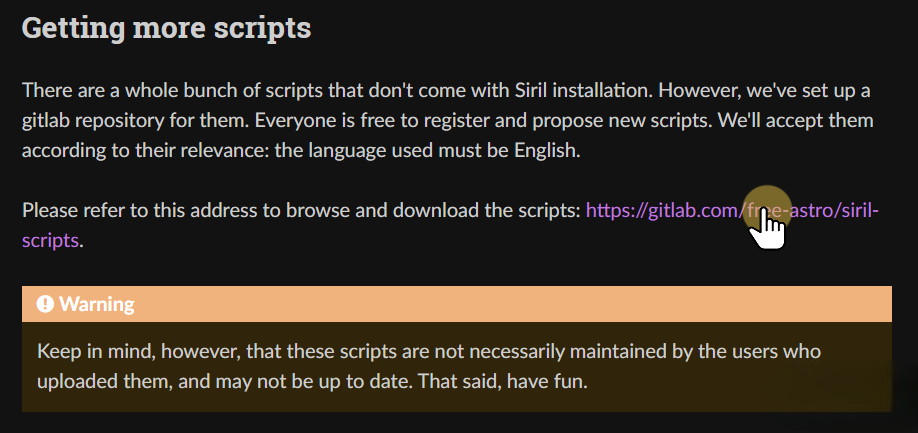 Getting more scripts
There are a whole bunch of scripts that don't come with Siril installation. However, we've set up a
gitlab repository for them. Everyone is free to register and propose new scripts. We'll accept them
according to their relevance: the language used must be English.
Please refer to this address to browse and download the scripts: https://gitlab.com/free-astro/siril-
scripts.
Warning
Keep in mind, however, that these scripts are not necessarily maintained by the users who
uploaded them, and may not be up to date. That said, have fun.